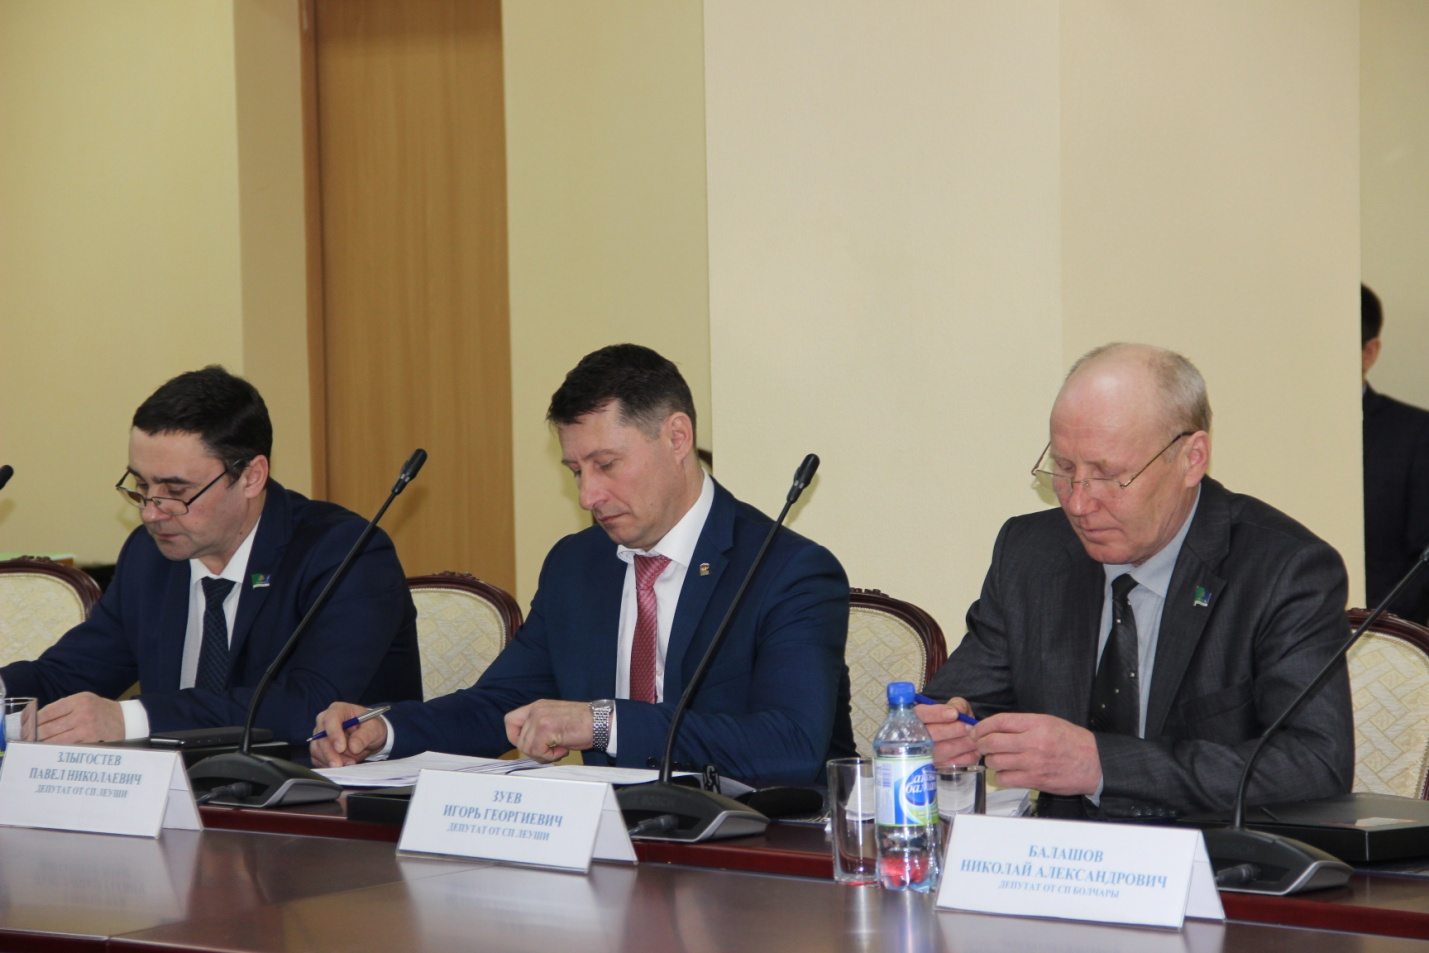 ЗЛЫГОСТЕВ
ПАВЕЛ НИКОЛАЕВИЧ
ДЕПУТАТ ОТ СП ЛЕУШИ
ЗУЕВ
ИГОРЬ ГЕОРГИЕВИЧ
ДЕПУТАТ ОТ СП ЛЕУШИ
БАЛАШОВ
НИКОЛАЙ АЛЕКСАНДРОВИЧ
ДЕПУТАТ ОТ СП БОЛЧАРЫ